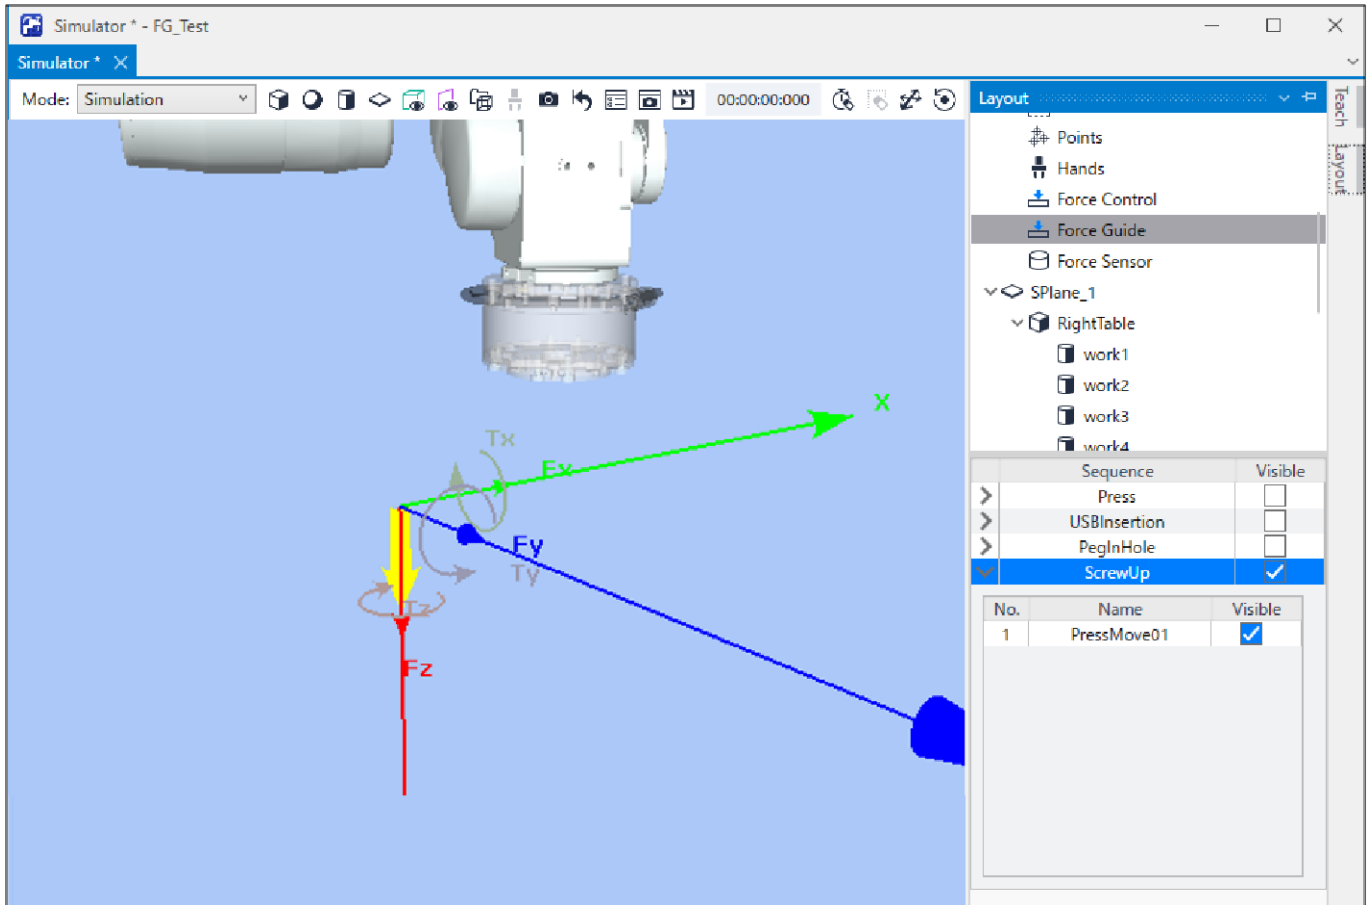 Simulator * - FG_Test
Simulator *
Mode: Simulation 00:00:00:000
Layout
Teach
Layout
Points
Hands
Force Control
Force Guide
Force Sensor
SPlane_1
RightTable
work1
work2
work3
work4
X
Tx
Fx
Fy
Ty
Tz
Fz
Sequence Visible
Press
USBInsertion
PegInHole
ScrewUp
No. Name Visible
1 PressMove01